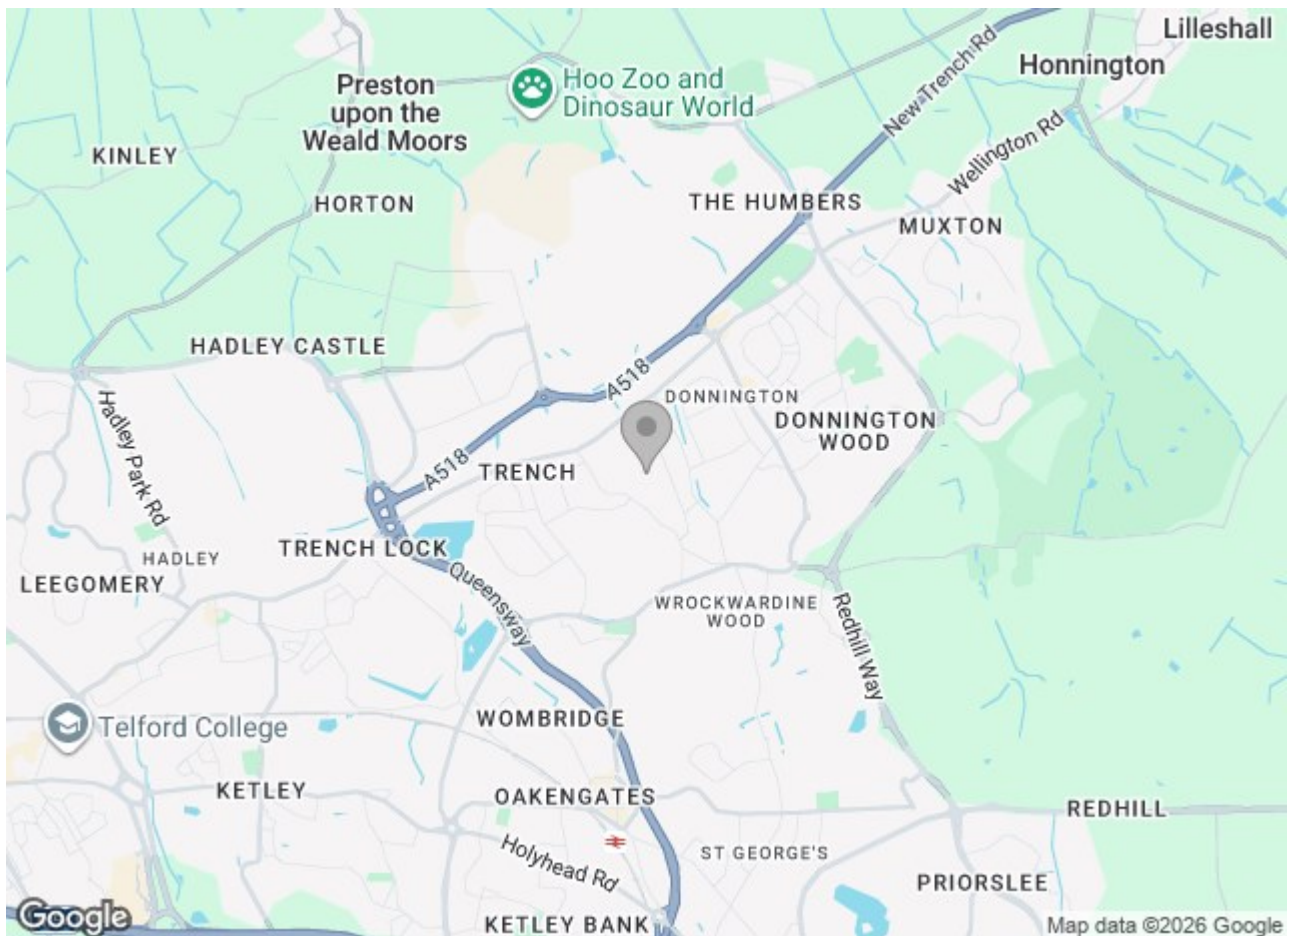 Lilleshall
Honnington
New Trench Rd
Preston
upon the
Weald Moors
Hoo Zoo and
Dinosaur World
Wellington Rd
KINLEY
HORTON
THE HUMBERS
MUXTON
HADLEY CASTLE
A518
DONNINGTON
DONNINGTON
WOOD
Hadley Park Rd
A518
TRENCH
TRENCH LOCK
HADLEY
LEEGOMERY
Queensway
WROCKWARDINE
WOOD
Redhill Way
Telford College
WOMBRIDGE
KETLEY
OAKENGATES
REDHILL
Holyhead Rd
ST GEORGE'S
PRIORSLEE
KETLEY BANK
Google
Map data ©2026 Google